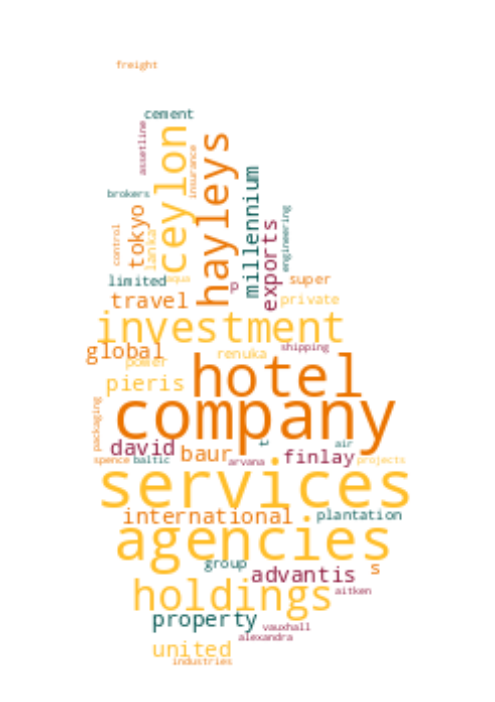 freight
cement
assetline
ceylon
insurance
hayleys
brokers
millennium
tokyo
lanka
control
exports
engineering
limited
aqua
super
p
travel
private
investment
global
power
renuka
shipping
pieris
hotel
company
packaging
david
baur
t
air
finlay
spence
baltic
arvana
projects
services
international
plantation
agencies
group
advantis
s
holdings
aitken
property
vauxhall
alexandra
united
industries